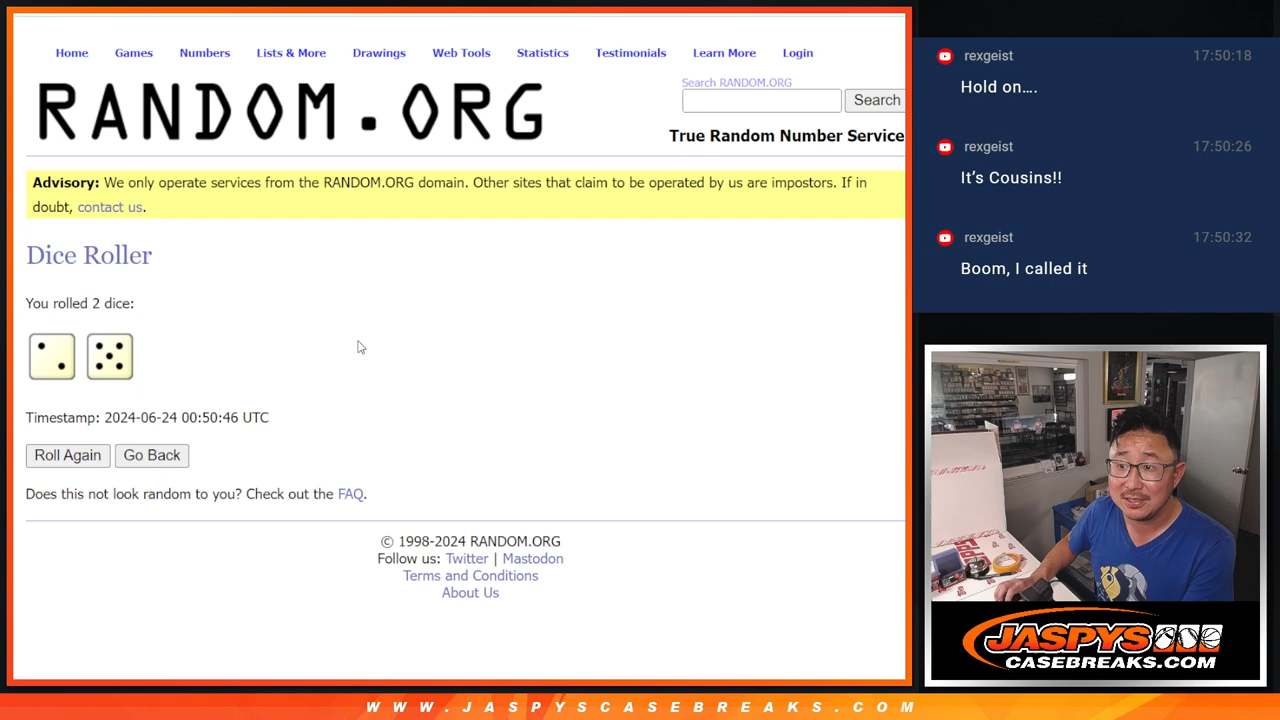 Home Games Numbers Lists & More Drawings Web Tools Statistics Testimonials Learn More Login
RANDOM.ORG
Search RANDOM.ORG
Search
True Random Number Service
Advisory: We only operate services from the RANDOM.ORG domain. Other sites that claim to be operated by us are impostors. If in
doubt, contact us.
Dice Roller
You rolled 2 dice:
Timestamp: 2024-06-24 00:50:46 UTC
Roll Again Go Back
Does this not look random to you? Check out the FAQ.
© 1998-2024 RANDOM.ORG
Follow us: Twitter | Mastodon
Terms and Conditions
About Us
rexgeist 17:50:18
Hold on….
rexgeist 17:50:26
It’s Cousins!!
rexgeist 17:50:32
Boom, I called it
JASPYS
CASEBREAKS.COM
WWW.JASPYSCASEBREAKS.COM